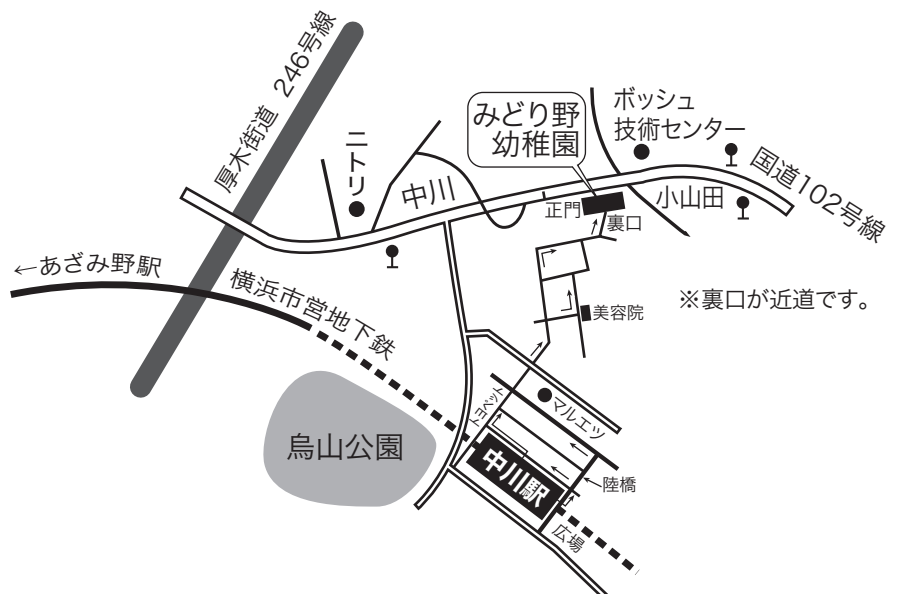 厚木街道 246号線
ニトリ
中川
みどり野
幼稚園
ボッシュ
技術センター
国道102号線
小山田
正門
裏口
←あざみ野駅
横浜市営地下鉄
※裏口が近道です。
美容院
烏山公園
トヨペット
マルエツ
中川駅
陸橋
広場